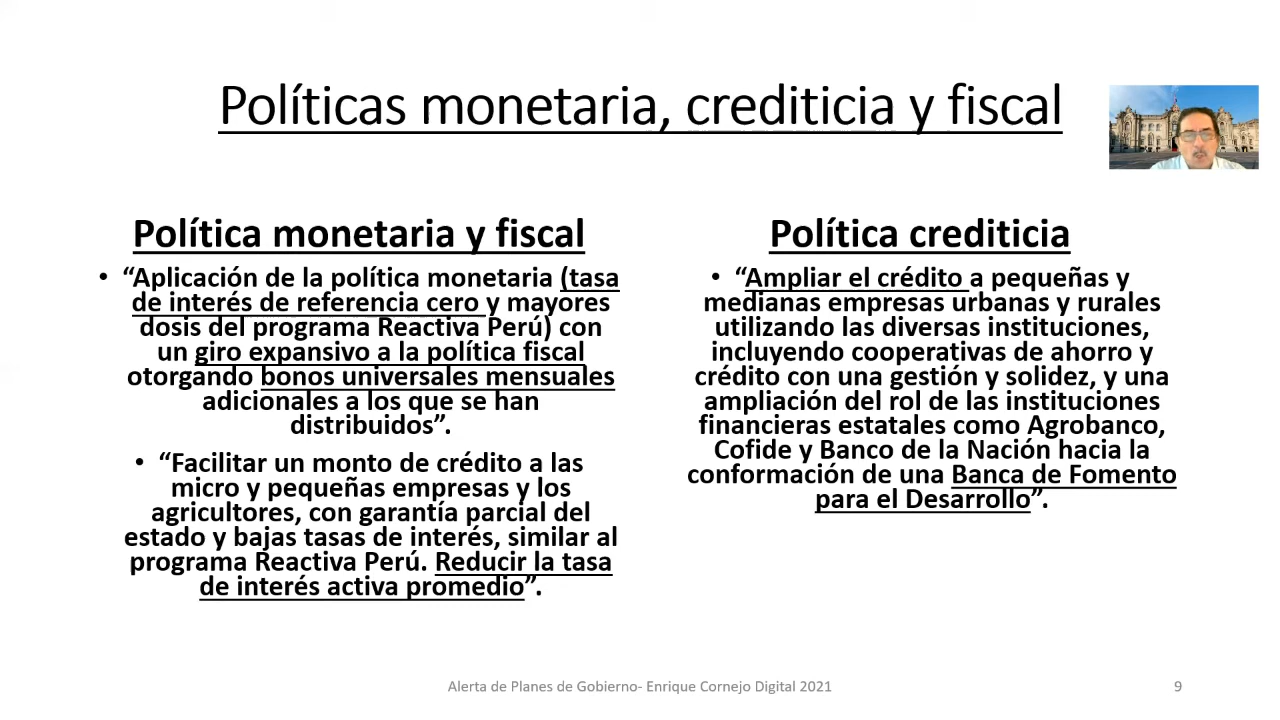 Políticas monetaria, crediticia y fiscal
Política monetaria y fiscal
• “Aplicación de la política monetaria (tasa
de interés de referencia cero y mayores
dosis del programa Reactiva Perú) con
un giro expansivo a la política fiscal
otorgando bonos universales mensuales
adicionales a los que se han
distribuidos”.
• “Facilitar un monto de crédito a las
micro y pequeñas empresas y los
agricultores, con garantía parcial del
estado y bajas tasas de interés, similar al
programa Reactiva Perú. Reducir la tasa
de interés activa promedio”.
Política crediticia
• “Ampliar el crédito a pequeñas y
medianas empresas urbanas y rurales
utilizando las diversas instituciones,
incluyendo cooperativas de ahorro y
crédito con una gestión y solidez, y una
ampliación del rol de las instituciones
financieras estatales como Agrobanco,
Cofide y Banco de la Nación hacia la
conformación de una Banca de Fomento
para el Desarrollo”.
Alerta de Planes de Gobierno- Enrique Cornejo Digital 2021
9